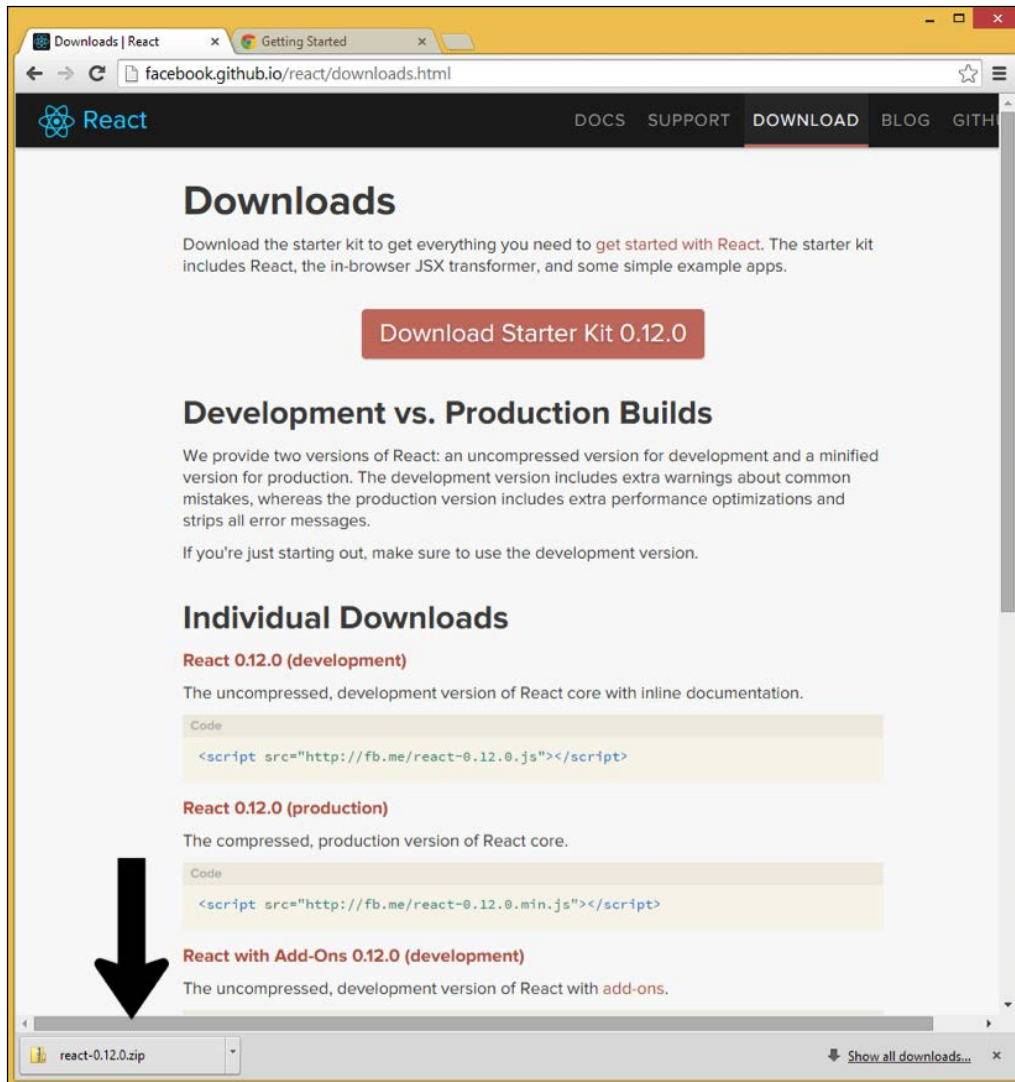 Downloads | React
Getting Started
facebook.github.io/react/downloads.html
React
DOCS SUPPORT DOWNLOAD BLOG GITHU
Downloads
Download the starter kit to get everything you need to get started with React. The starter kit
includes React, the in-browser JSX transformer, and some simple example apps.
Download Starter Kit 0.12.0
Development vs. Production Builds
We provide two versions of React: an uncompressed version for development and a minified
version for production. The development version includes extra warnings about common
mistakes, whereas the production version includes extra performance optimizations and
strips all error messages.
If you're just starting out, make sure to use the development version.
Individual Downloads
React 0.12.0 (development)
The uncompressed, development version of React core with inline documentation.
Code
<script src="http://fb.me/react-0.12.0.js"></script>
React 0.12.0 (production)
The compressed, production version of React core.
Code
<script src="http://fb.me/react-0.12.0.min.js"></script>
React with Add-Ons 0.12.0 (development)
The uncompressed, development version of React with add-ons.
react-0.12.0.zip
Show all downloads...